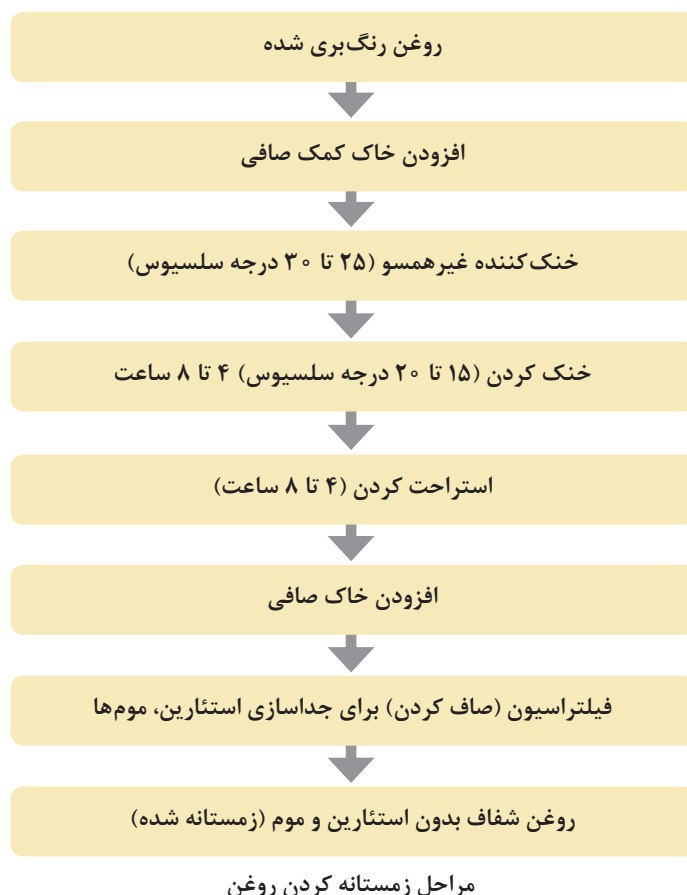 روغن رنگ‌بری شده
افزودن خاک کمک صافی
خنک‌کننده غیرهمسو (۲۵ تا ۳۰ درجه سلسیوس)
خنک کردن (۱۵ تا ۲۰ درجه سلسیوس) ۴ تا ۸ ساعت
استراحت کردن (۴ تا ۸ ساعت)
افزودن خاک صافی
فیلتراسیون (صاف کردن) برای جداسازی استئارین، موم‌ها
روغن شفاف بدون استئارین و موم (زمستانه شده)
مراحل زمستانه کردن روغن